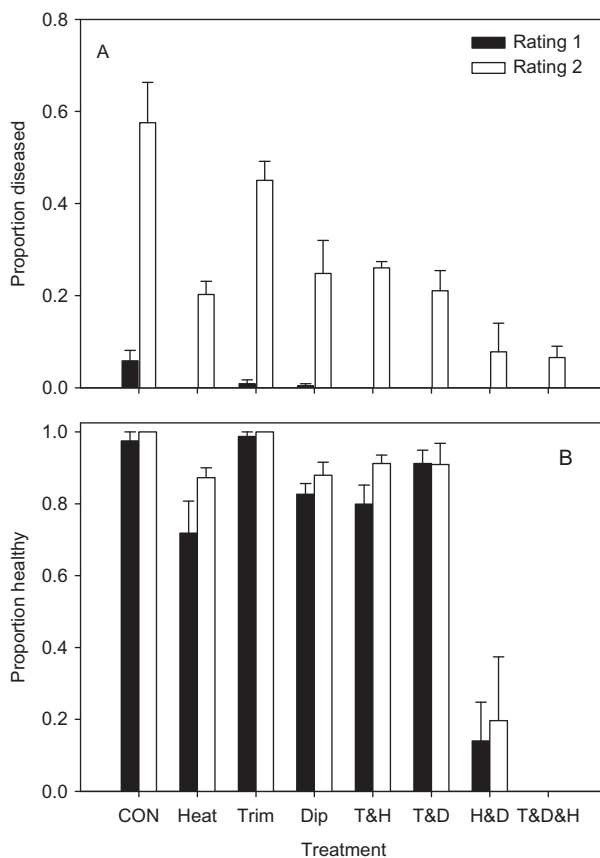 A
Rating 1
Rating 2
Proportion diseased
0.8
0.6
0.4
0.2
0.0
B
Proportion healthy
1.0
0.8
0.6
0.4
0.2
0.0
CON Heat Trim Dip T&H T&D H&D T&D&H
Treatment